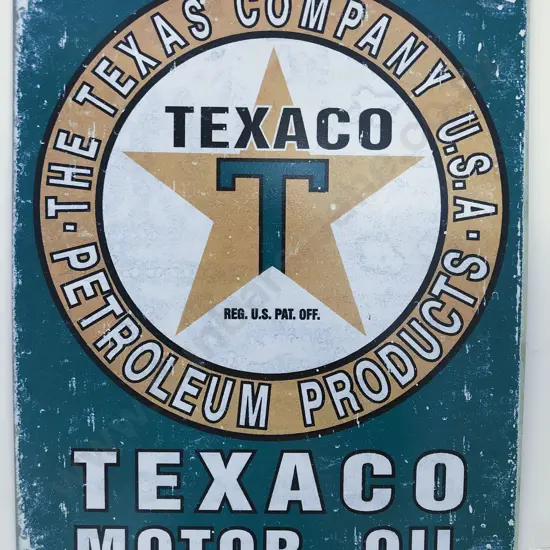 THE TEXAS COMPANY U.S.A.
TEXACO
T
REG. U.S. PAT. OFF.
PETROLEUM PRODUCTS
TEXACO
MOTOR OIL